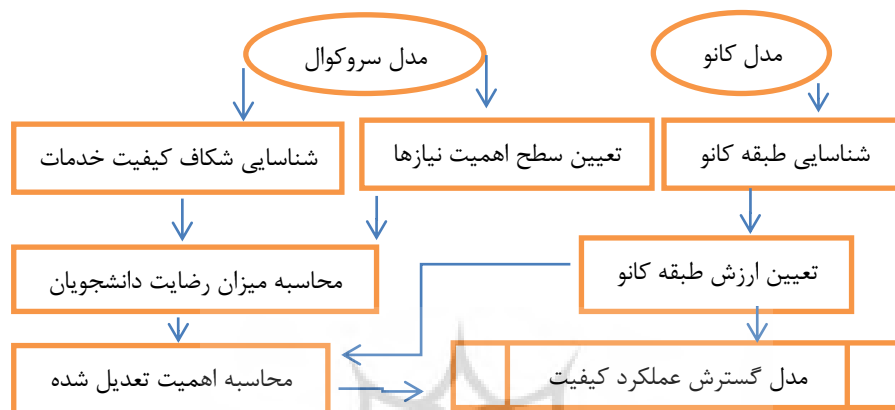 مدل کانو
مدل سروکوال
شناسایی طبقه کانو
تعیین سطح اهمیت نیازها
شناسایی شکاف کیفیت خدمات
تعیین ارزش طبقه کانو
محاسبه میزان رضایت دانشجویان
مدل گسترش عملکرد کیفیت
محاسبه اهمیت تعدیل شده